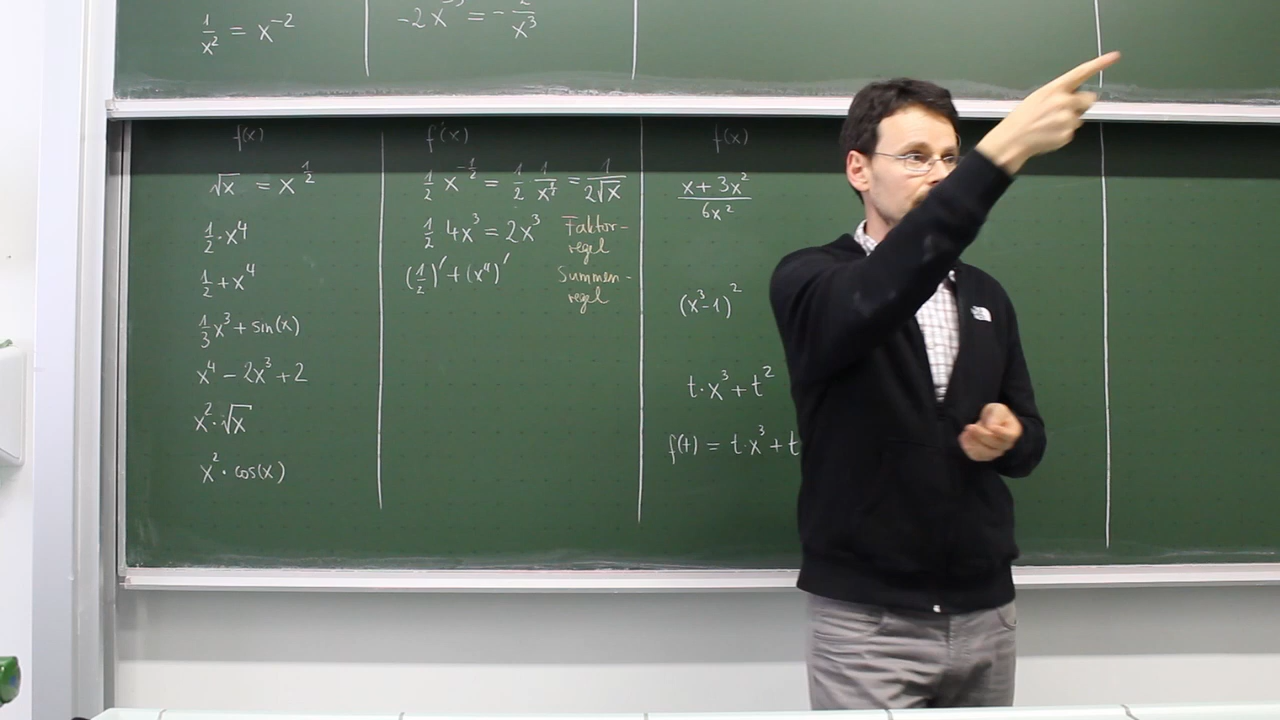 1/x² = x⁻²
-2x⁻³ = -2/x³
f(x)
f'(x)
f(x)
√x = x^(1/2)
1/2 x^(-1/2) = 1/2 1/x^(1/2) = 1/(2√x)
(x + 3x²)/(6x²)
1/2 · x⁴
1/2 4x³ = 2x³
Faktor-
regel
1/2 + x⁴
(1/2)' + (x⁴)'
Summen-
regel
(x³-1)²
1/3 x³ + sin(x)
x⁴ - 2x³ + 2
t·x³ + t²
x²·√x
f(t) = t·x³ + t
x² · cos(x)